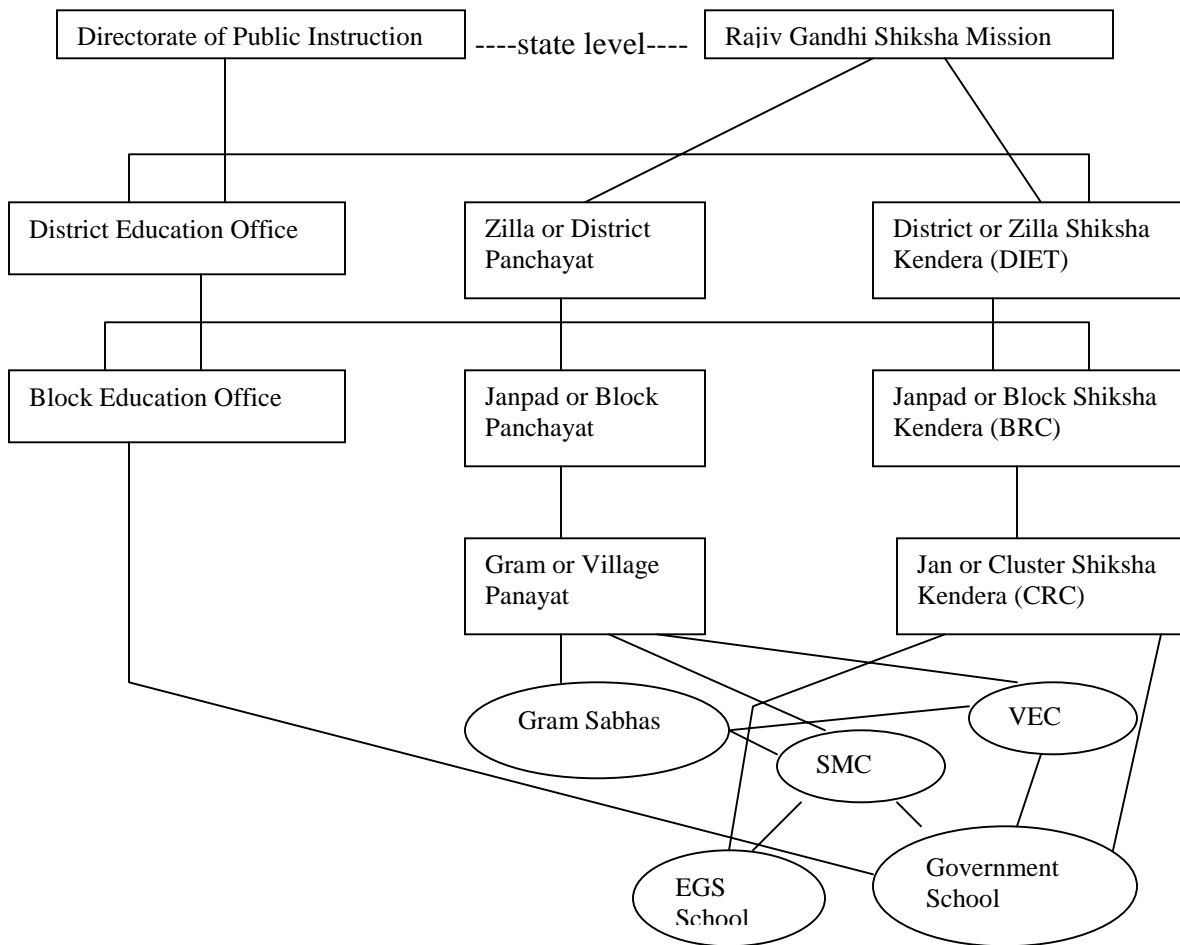 Directorate of Public Instruction
----state level----
Rajiv Gandhi Shiksha Mission
District Education Office
Zilla or District
Panchayat
District or Zilla Shiksha
Kendera (DIET)
Block Education Office
Janpad or Block
Panchayat
Janpad or Block Shiksha
Kendera (BRC)
Gram or Village
Panayat
Jan or Cluster Shiksha
Kendera (CRC)
Gram Sabhas
VEC
SMC
EGS
School
Government
School